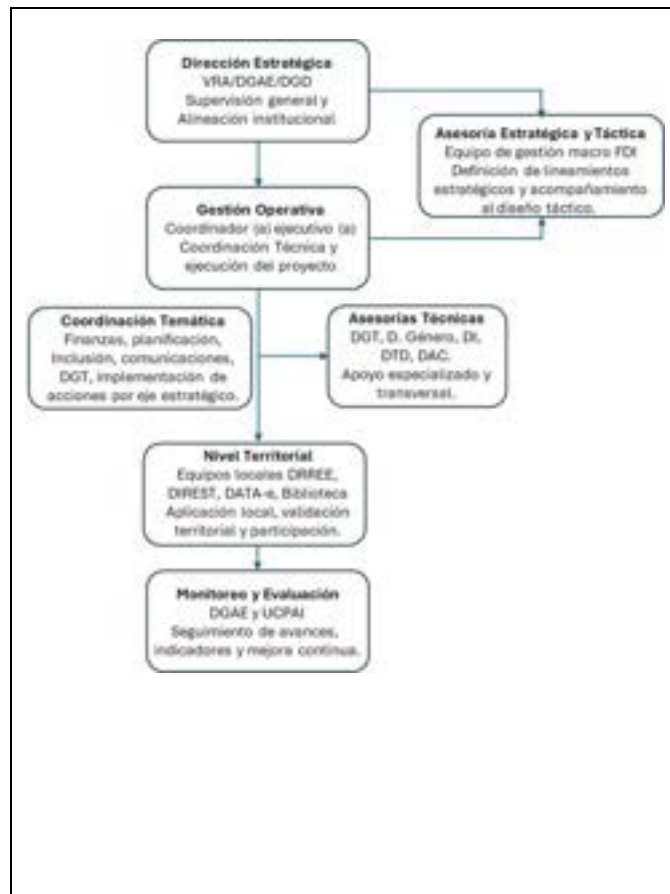 Dirección Estratégica
VRA/DGAE/DGD
Supervisión general y
Alineación institucional
Asesoría Estratégica y Táctica
Equipo de gestión macro FDI
Definición de lineamientos
estratégicos y acompañamiento
al diseño táctico.
Gestión Operativa
Coordinador (a) ejecutivo (a)
Coordinación Técnica y
ejecución del proyecto
Coordinación Temática
Finanzas, planificación,
Inclusión, comunicaciones,
DGT, implementación de
acciones por eje estratégico.
Asesorías Técnicas
DGT, D. Género, DI,
DTD, DAC.
Apoyo especializado y
transversal.
Nivel Territorial
Equipos locales DRREE,
DIREST, DATA-e, Biblioteca
Aplicación local, validación
territorial y participación.
Monitoreo y Evaluación
DGAE y UCPAI
Seguimiento de avances,
indicadores y mejora continua.